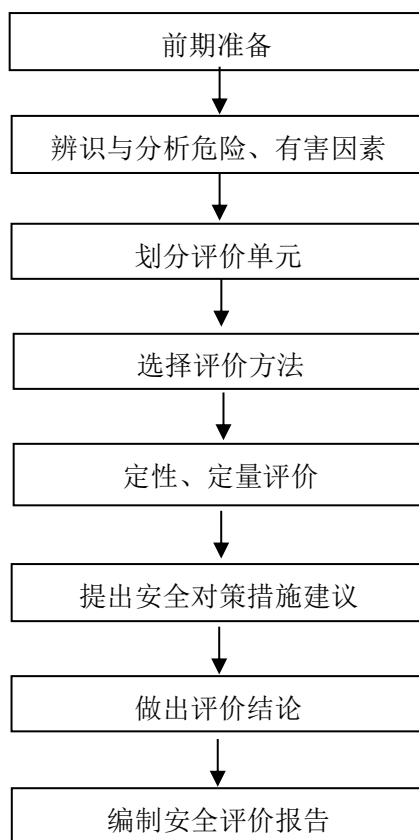 前期准备
辨识与分析危险、有害因素
划分评价单元
选择评价方法
定性、定量评价
提出安全对策措施建议
做出评价结论
编制安全评价报告